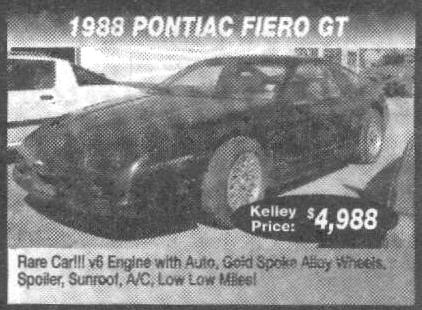 1988 PONTIAC FIERO GT
Kelley
Price: $4,988
Rare Car!!! v6 Engine with Auto, Gold Spoke Alloy Wheels,
Spoiler, Sunroof, A/C, Low Low Miles!